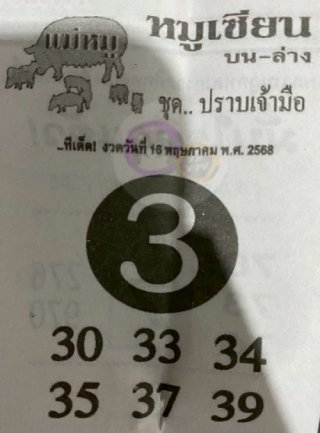 แม่หมู
หมูเซียน
บน-ล่าง
ชุด.. ปราบเจ้ามือ
..ทีเด็ด! งวดวันที่ 16 พฤษภาคม พ.ศ. 2568
3
30 33 34
35 37 39